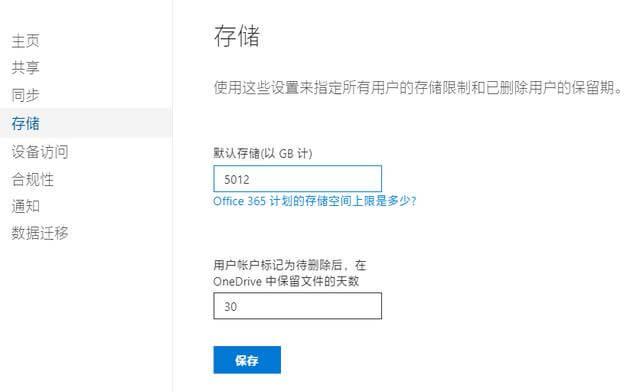 主页
共享
同步
存储
设备访问
合规性
通知
数据迁移
存储
使用这些设置来指定所有用户的存储限制和已删除用户的保留期。
默认存储(以 GB 计)
5012
Office 365 计划的存储空间上限是多少?
用户帐户标记为待删除后，在
OneDrive 中保留文件的天数
30
保存